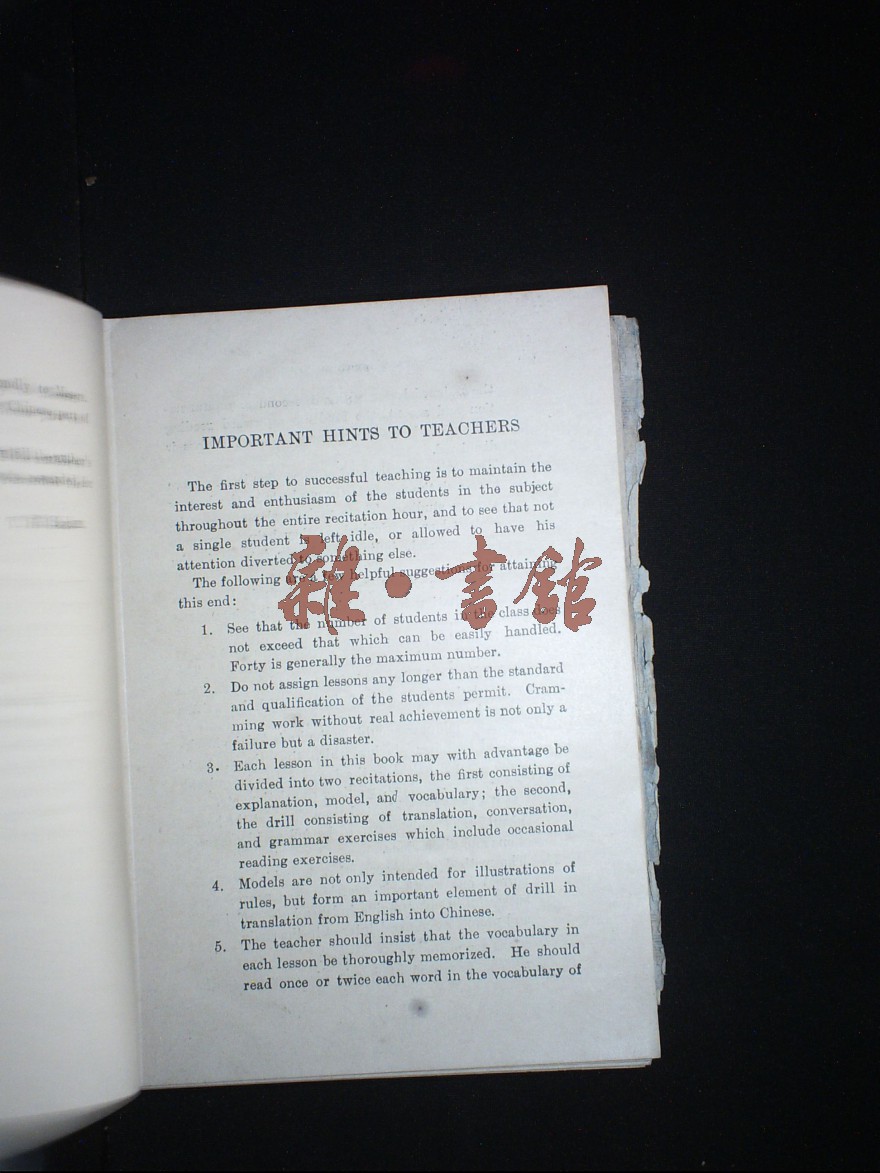 IMPORTANT HINTS TO TEACHERS
The first step to successful teaching is to maintain the
interest and enthusiasm of the students in the subject
throughout the entire recitation hour, and to see that not
a single student is left idle, or allowed to have his
attention diverted to something else.
The following are a few helpful suggestions for attaining
this end:
雜·書館
1. See that the number of students in the class does
not exceed that which can be easily handled.
Forty is generally the maximum number.
2. Do not assign lessons any longer than the standard
and qualification of the students permit. Cram-
ming work without real achievement is not only a
failure but a disaster.
3. Each lesson in this book may with advantage be
divided into two recitations, the first consisting of
explanation, model, and vocabulary; the second,
the drill consisting of translation, conversation,
and grammar exercises which include occasional
reading exercises.
4. Models are not only intended for illustrations of
rules, but form an important element of drill in
translation from English into Chinese.
5. The teacher should insist that the vocabulary in
each lesson be thoroughly memorized. He should
read once or twice each word in the vocabulary of